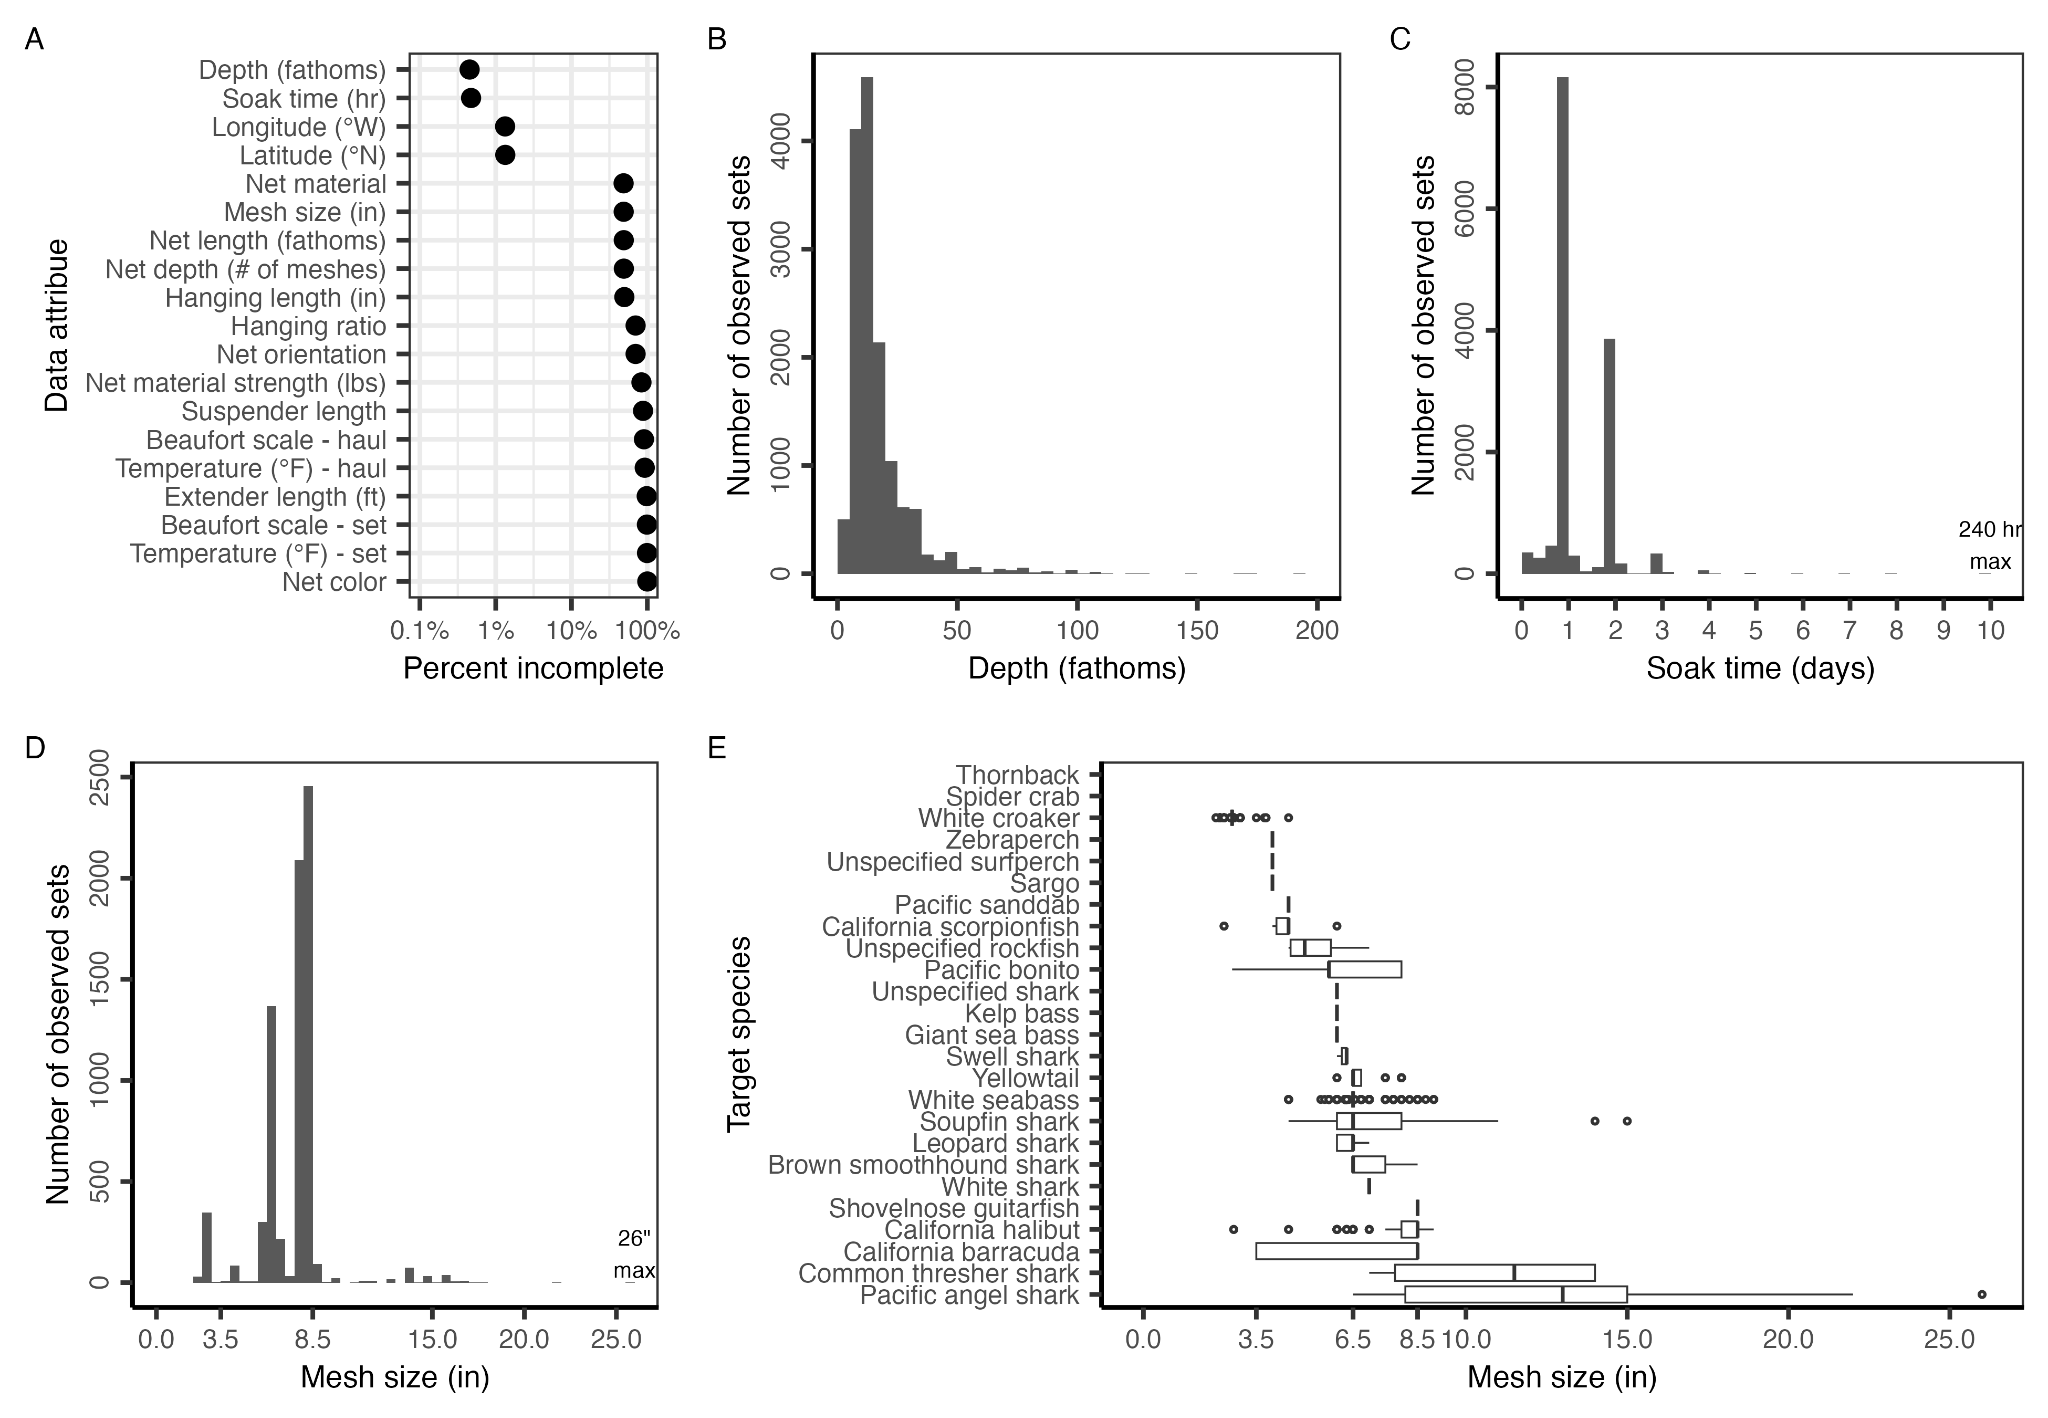 A
Depth (fathoms)
Soak time (hr)
Longitude (°W)
Latitude (°N)
Net material
Mesh size (in)
Net length (fathoms)
Net depth (# of meshes)
Hanging length (in)
Hanging ratio
Net orientation
Net material strength (lbs)
Suspender length
Beaufort scale - haul
Temperature (°F) - haul
Extender length (ft)
Beaufort scale - set
Temperature (°F) - set
Net color
Data attribue
0.1% 1% 10% 100%
Percent incomplete
B
Number of observed sets
4000
3000
2000
1000
0
0 50 100 150 200
Depth (fathoms)
C
Number of observed sets
8000
6000
4000
2000
0
240 hr
max
0 1 2 3 4 5 6 7 8 9 10
Soak time (days)
D
Number of observed sets
2500
2000
1500
1000
500
0
26"
max
0.0 3.5 8.5 15.0 20.0 25.0
Mesh size (in)
E
Target species
Thornback
Spider crab
White croaker
Zebraperch
Unspecified surfperch
Sargo
Pacific sanddab
California scorpionfish
Unspecified rockfish
Pacific bonito
Unspecified shark
Kelp bass
Giant sea bass
Swell shark
Yellowtail
White seabass
Soupfin shark
Leopard shark
Brown smoothhound shark
White shark
Shovelnose guitarfish
California halibut
California barracuda
Common thresher shark
Pacific angel shark
0.0 3.5 6.5 8.5 10.0 15.0 20.0 25.0
Mesh size (in)